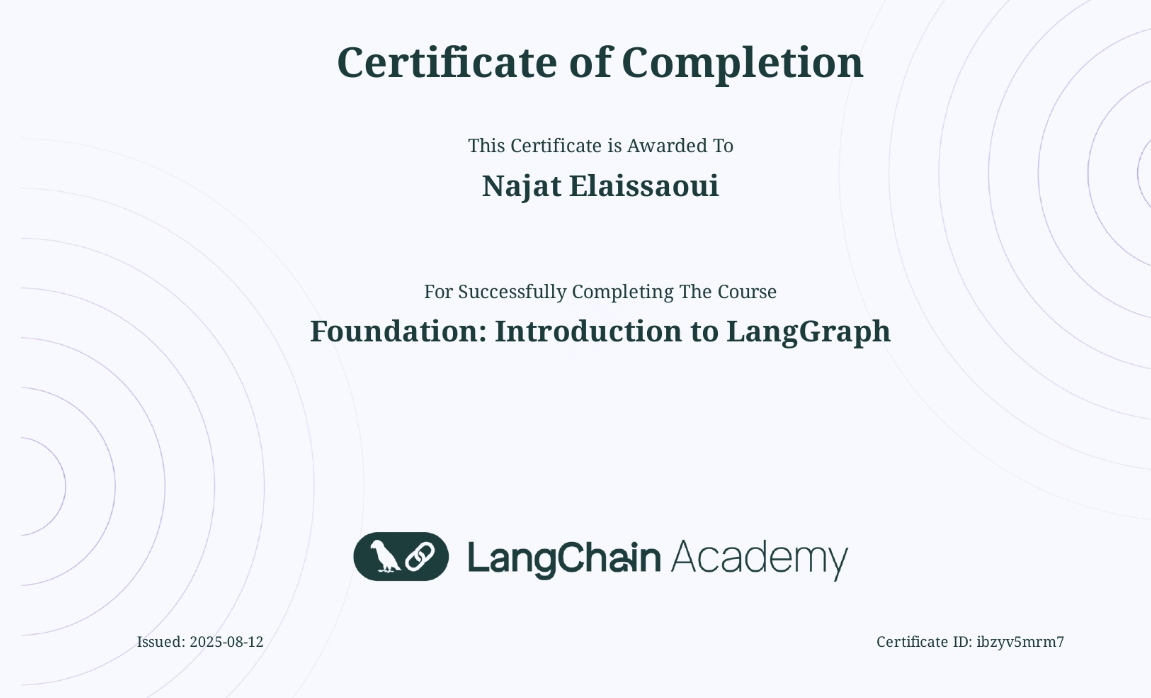 Certificate of Completion
This Certificate is Awarded To
Najat Elaissaoui
For Successfully Completing The Course
Foundation: Introduction to LangGraph
LangChain Academy
Issued: 2025-08-12
Certificate ID: ibzyv5mrm7